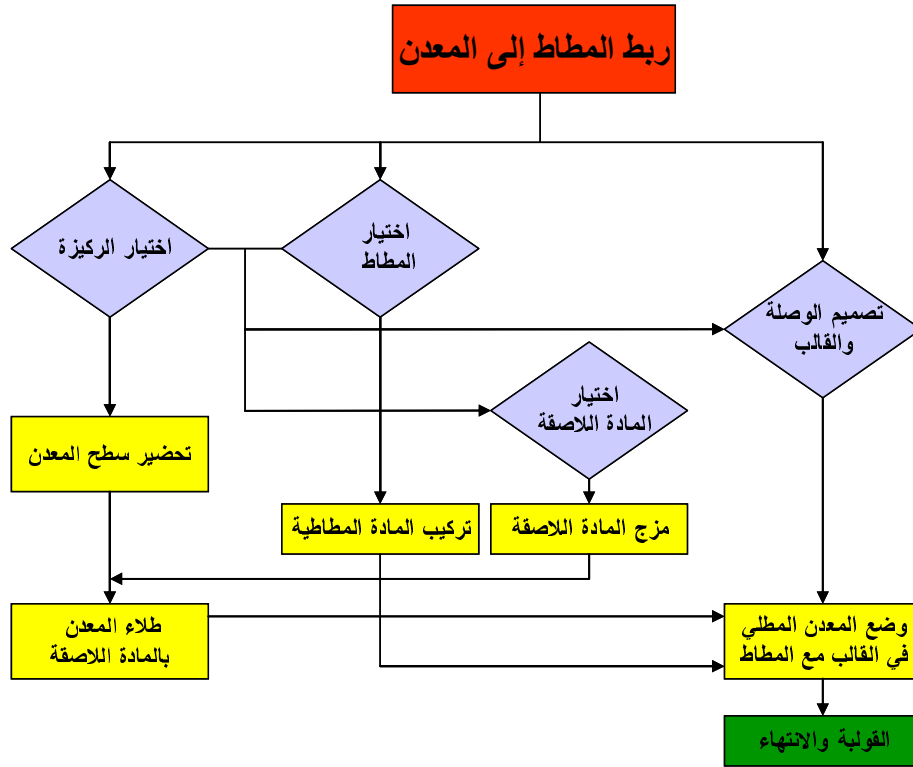 ربط المطاط إلى المعدن
اختيار الركيزة
اختيار
المطاط
تصميم الوصلة
والقالب
اختيار
المادة اللاصقة
تحضير سطح المعدن
تركيب المادة المطاطية
مزج المادة اللاصقة
طلاء المعدن
بالمادة اللاصقة
وضع المعدن المطلي
في القالب مع المطاط
القولبة والانتهاء